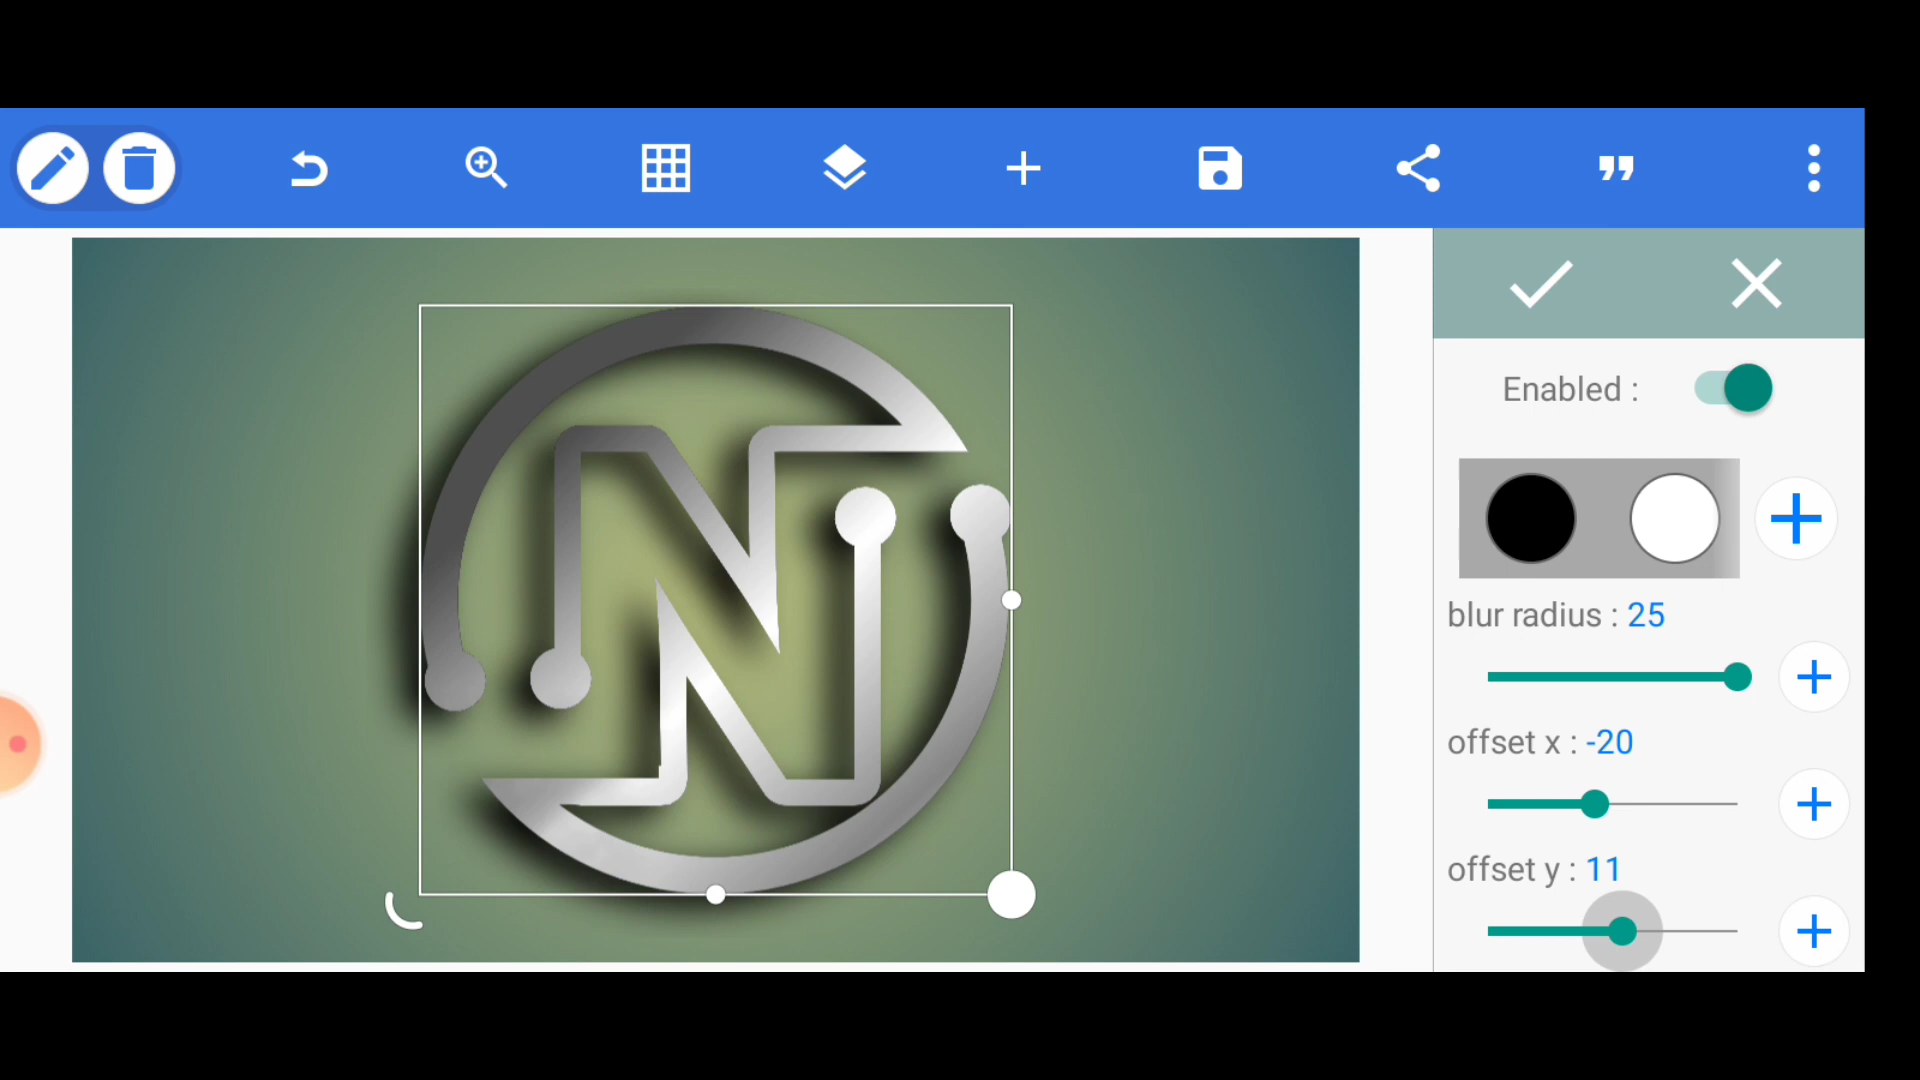 N
Enabled :
blur radius : 25
offset x : -20
offset y : 11